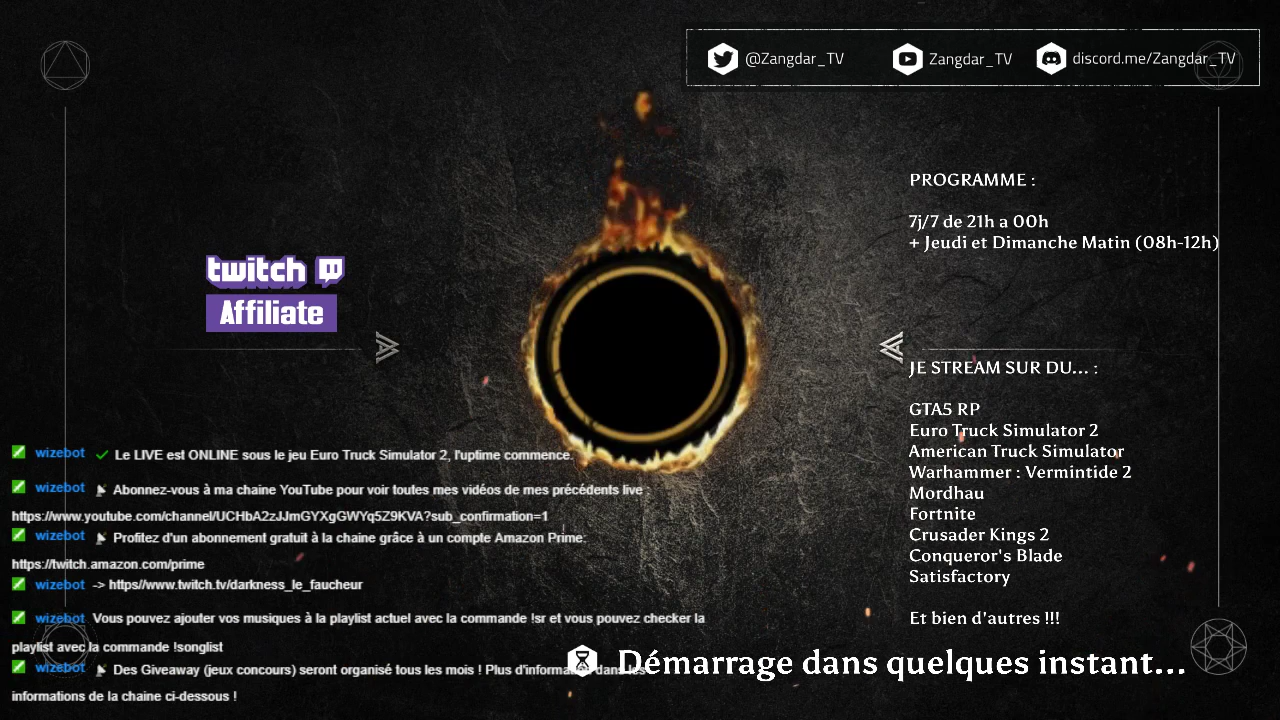 @Zangdar_TV
Zangdar_TV
discord.me/Zangdar_TV
PROGRAMME :
7j/7 de 21h a 00h
+ Jeudi et Dimanche Matin (08h-12h)
twitch
Affiliate
JE STREAM SUR DU... :
GTA5 RP
Euro Truck Simulator 2
American Truck Simulator
Warhammer : Vermintide 2
Mordhau
Fortnite
Crusader Kings 2
Conqueror's Blade
Satisfactory
Et bien d'autres !!!
wizebot Le LIVE est ONLINE sous le jeu Euro Truck Simulator 2, l'uptime commence.
wizebot Abonnez-vous à ma chaine YouTube pour voir toutes mes vidéos de mes précédents live :
https://www.youtube.com/channel/UCHbA2zJJmGYXgGWYq5Z9KVA?sub_confirmation=1
wizebot Profitez d'un abonnement gratuit à la chaine grâce à un compte Amazon Prime:
https://twitch.amazon.com/prime
wizebot -> https//www.twitch.tv/darkness_le_faucheur
wizebot Vous pouvez ajouter vos musiques à la playlist actuel avec la commande !sr et vous pouvez checker la
playlist avec la commande !songlist
wizebot Des Giveaway (jeux concours) seront organisé tous les mois ! Plus d'information dans les
informations de la chaine ci-dessous !
Démarrage dans quelques instant...